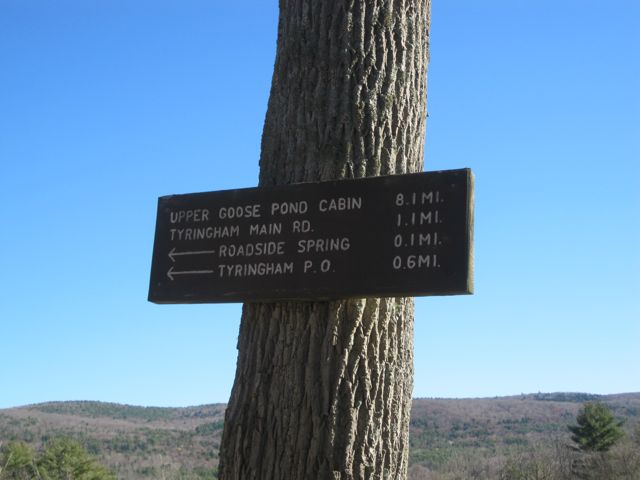 UPPER GOOSE POND CABIN 8.1 MI.
TYRINGHAM MAIN RD. 1.1 MI.
← ROADSIDE SPRING 0.1 MI.
← TYRINGHAM P.O. 0.6 MI.